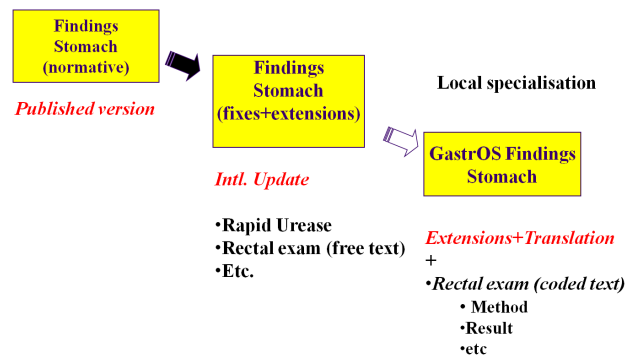 Findings
Stomach
(normative)
Published version
Findings
Stomach
(fixes+extensions)
Intl. Update
•Rapid Urease
•Rectal exam (free text)
•Etc.
Local specialisation
GastrOS Findings
Stomach
Extensions+Translation
+
•Rectal exam (coded text)
• Method
•Result
•etc